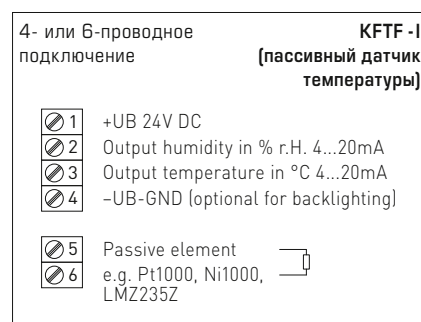 4- или 6-проводное
подключение
KFTF -I
(пассивный датчик
температуры)
1 +UB 24V DC
2 Output humidity in % r.H. 4...20mA
3 Output temperature in °C 4...20mA
4 –UB-GND (optional for backlighting)
5 Passive element
6 e.g. Pt1000, Ni1000,
LMZ235Z